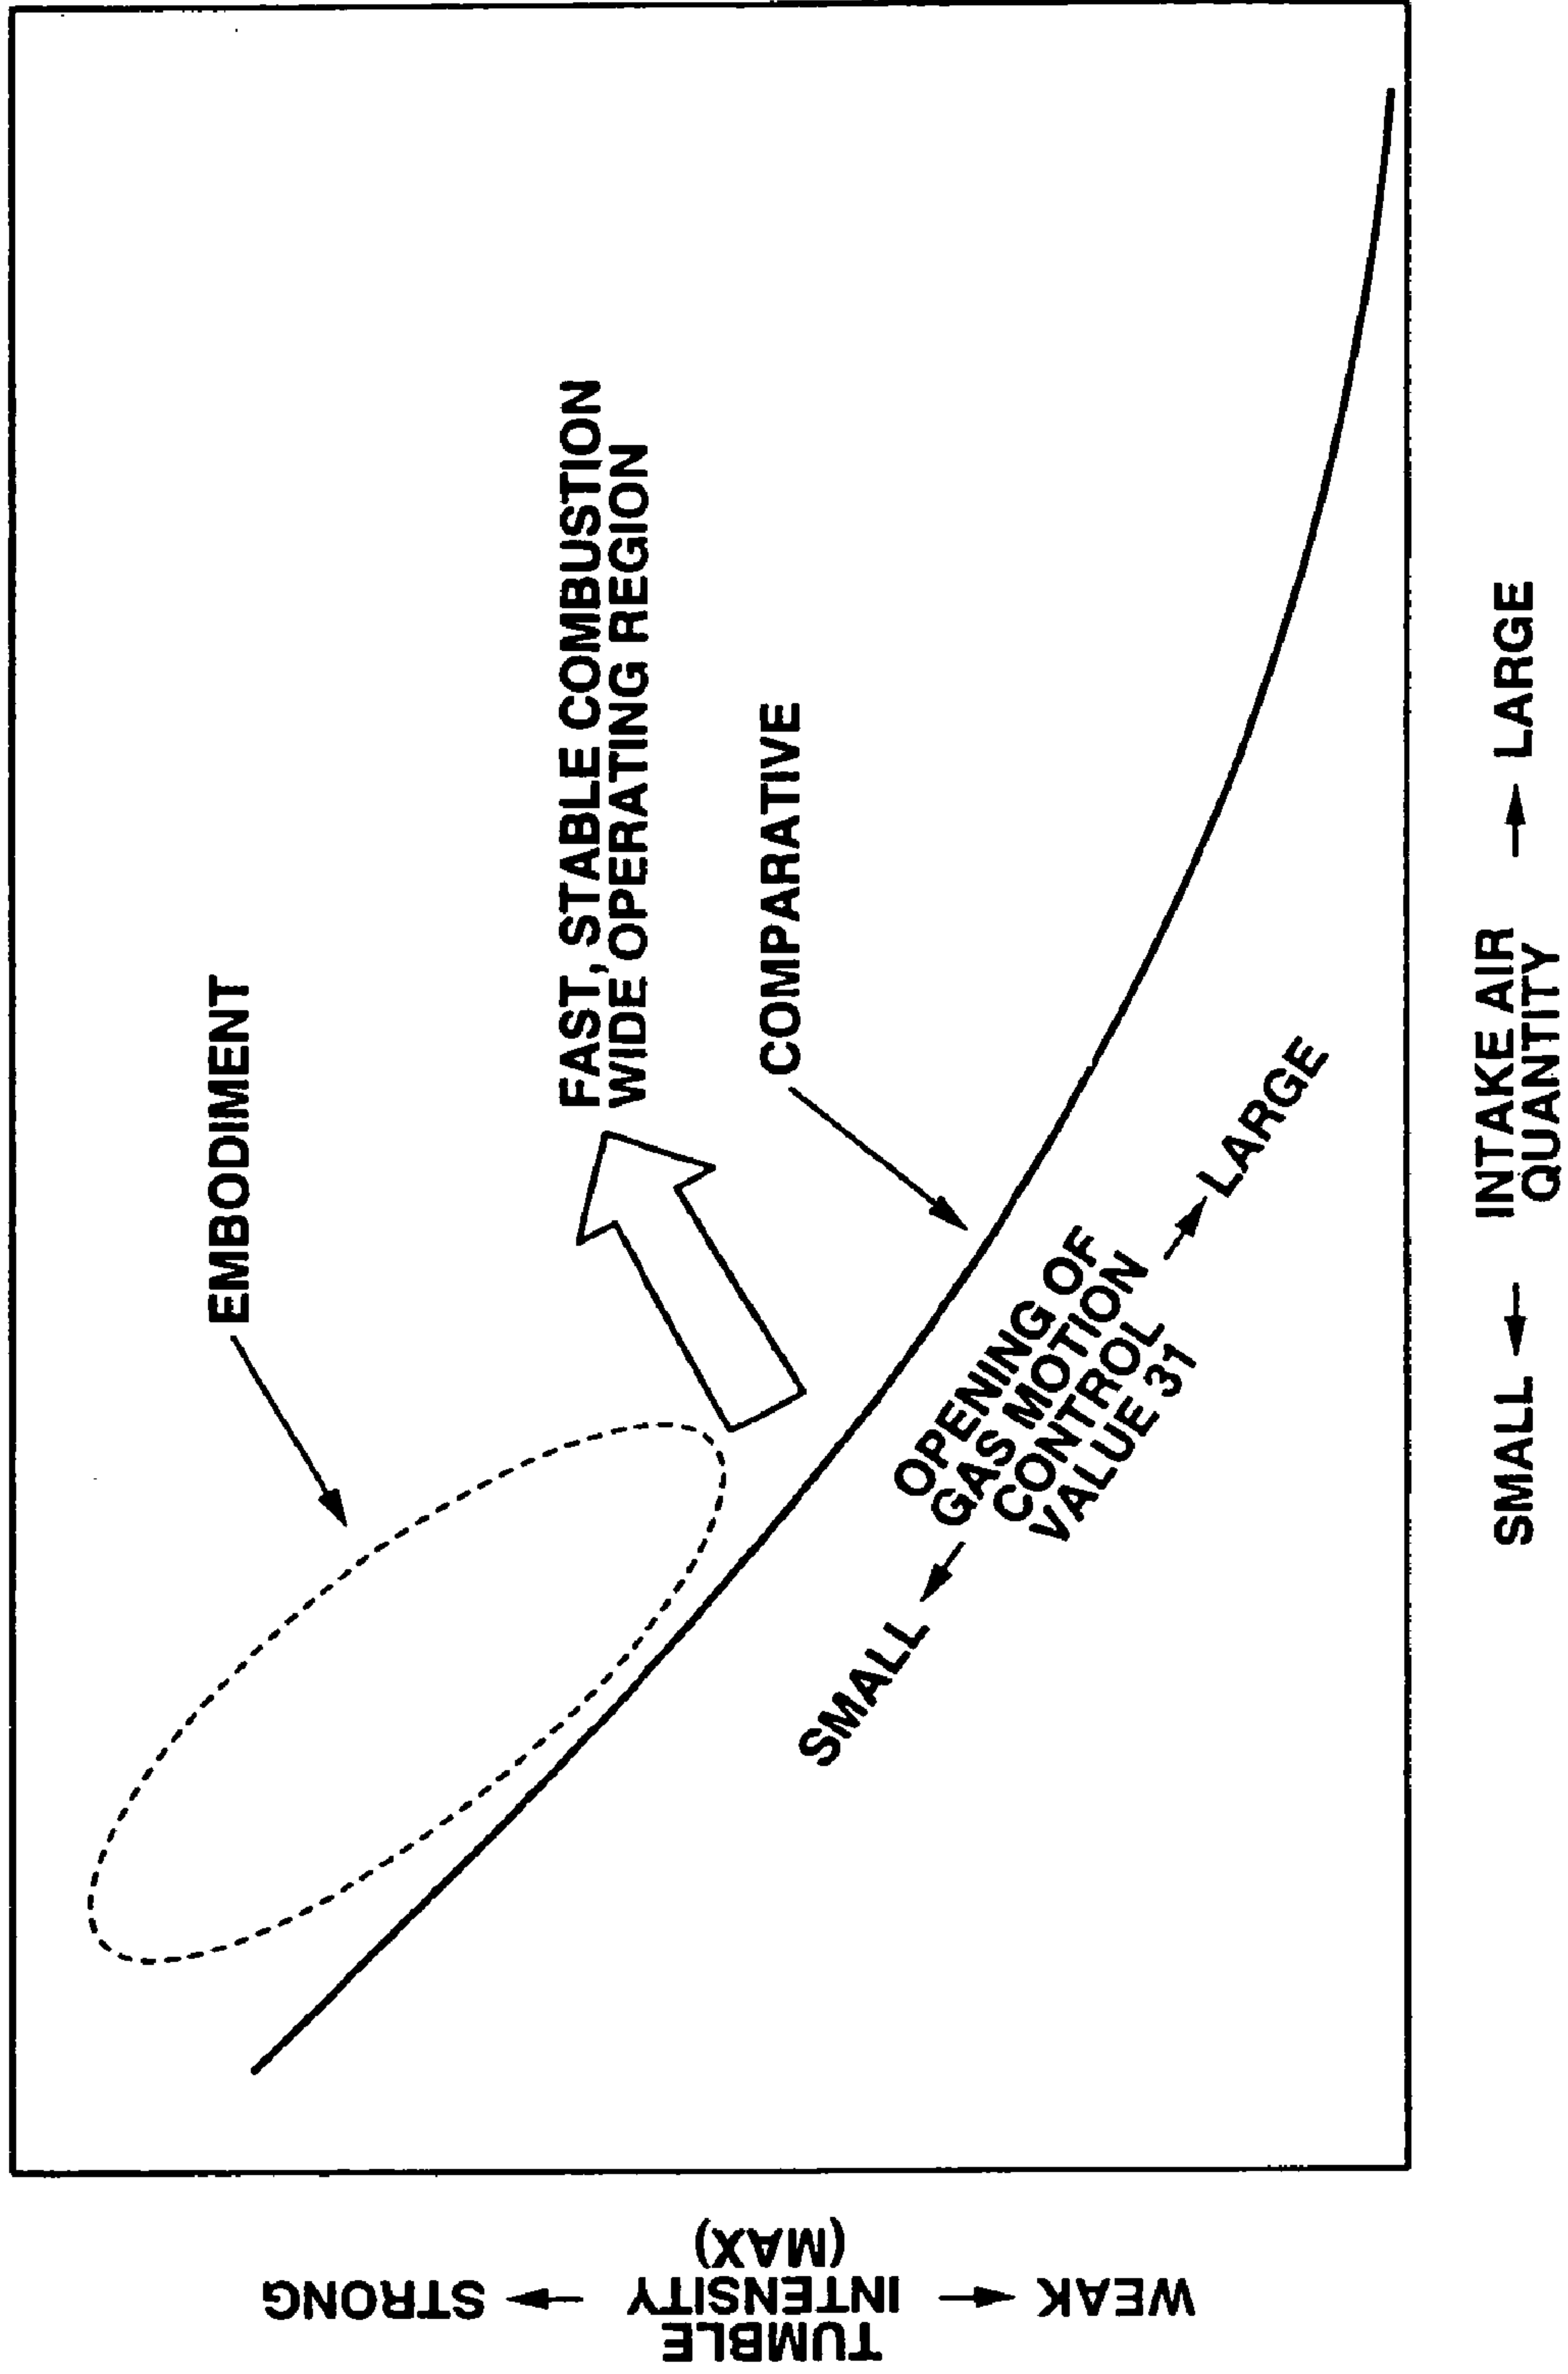 EMBODIMENT
FAST, STABLE COMBUSTION
WIDE OPERATING REGION
COMPARATIVE
OPENING OF
GAS MOTION
CONTROL
VALUE 31
SMALL ← → LARGE
STRONG ← TUMBLE
INTENSITY
(MAX) → WEAK
SMALL ← INTAKE AIR
QUANTITY → LARGE